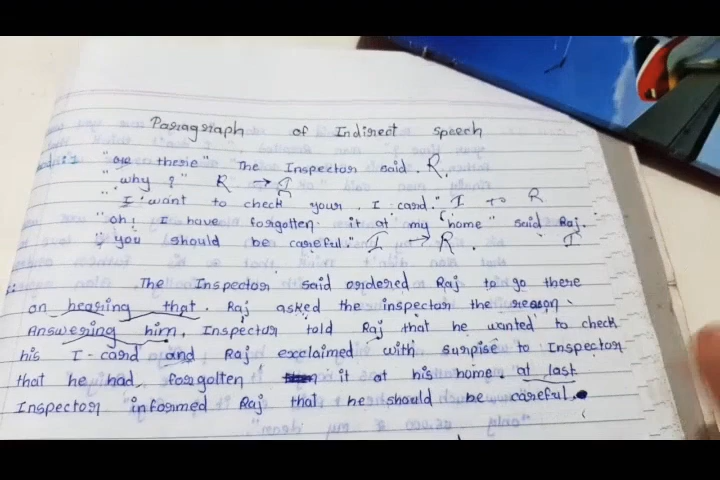 Paragraph of Indirect speech
"go there" The Inspector said. R.
"why ?" R → I
"I want to check your I card." I to R
"oh! I have forgotten it at my home" said Raj.
"you should be careful." I → R. I
The Inspector said ordered Raj to go there
on hearing that. Raj asked the inspector the reason.
Answering him, Inspector told Raj that he wanted to check
his I-card and Raj exclaimed with surpise to Inspector
that he had forgotten it at his home. at last
Inspector informed Raj that he should be careful.